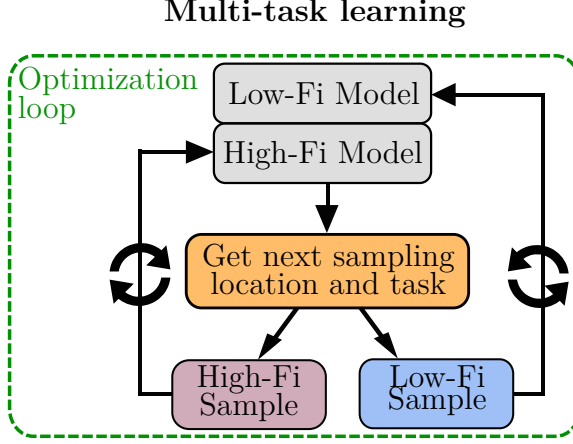 Multi-task learning
Optimization
loop
Low-Fi Model
High-Fi Model
Get next sampling
location and task
High-Fi
Sample
Low-Fi
Sample